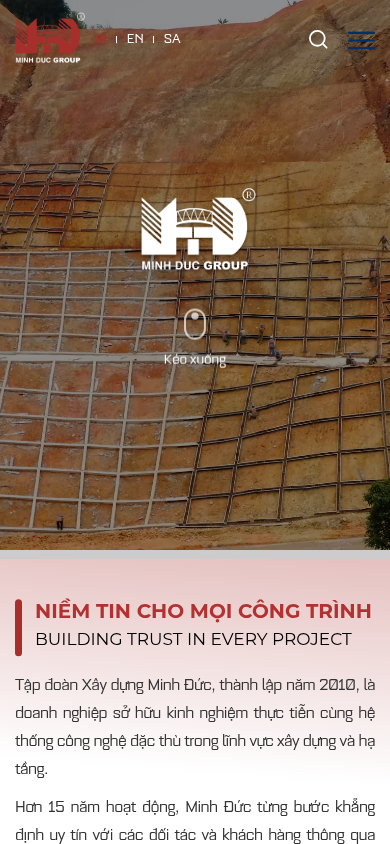 MINH DUC GROUP
EN
SA
MINH DUC GROUP
Kéo xuống
NIỀM TIN CHO MỌI CÔNG TRÌNH
BUILDING TRUST IN EVERY PROJECT
Tập đoàn Xây dựng Minh Đức, thành lập năm 2010, là
doanh nghiệp sở hữu kinh nghiệm thực tiễn cùng hệ
thống công nghệ đặc thù trong lĩnh vực xây dựng và hạ
tầng.
Hơn 15 năm hoạt động, Minh Đức từng bước khẳng
định uy tín với các đối tác và khách hàng thông qua